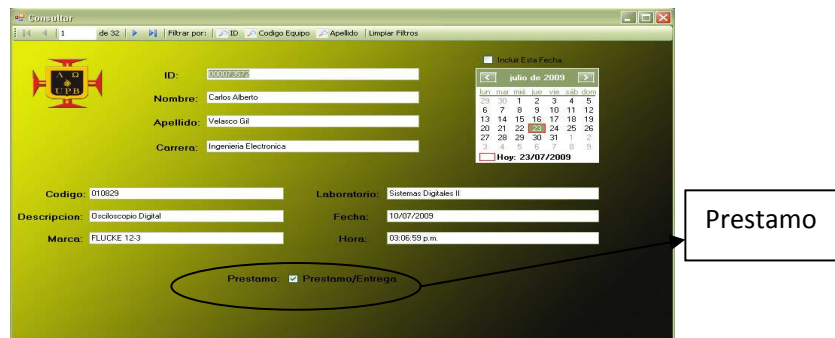 Consultar
1 de 32 Filtrar por: ID Codigo Equipo Apellido Limpiar Filtros
Incluir Esta Fecha
julio de 2009
lun mar mié jue vie sáb dom
29 30 1 2 3 4 5
6 7 8 9 10 11 12
13 14 15 16 17 18 19
20 21 22 23 24 25 26
27 28 29 30 31 1 2
3 4 5 6 7 8 9
Hoy: 23/07/2009
Α Ω
UPB
ID: 000073572
Nombre: Carlos Alberto
Apellido: Velasco Gil
Carrera: Ingenieria Electronica
Codigo: 010829 Laboratorio: Sistemas Digitales II
Descripcion: Osciloscopio Digital Fecha: 10/07/2009
Marca: FLUCKE 12-3 Hora: 03:06:59 p.m.
Prestamo: Prestamo/Entrega
Prestamo